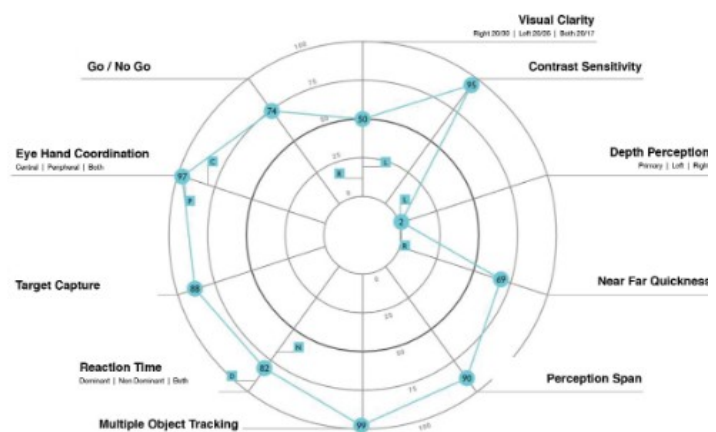 Visual Clarity
Right 20/30 | Left 20/25 | Both 20/17
Go / No Go
Contrast Sensitivity
Eye Hand Coordination
Central | Peripheral | Both
Depth Perception
Primary | Left | Right
Target Capture
Near Far Quickness
Reaction Time
Dominant | Non Dominant | Both
Perception Span
Multiple Object Tracking
100
75
50
25
0
0
25
50
75
100
50
95
2
69
90
99
82
88
97
74
R
L
L
R
N
D
P
C